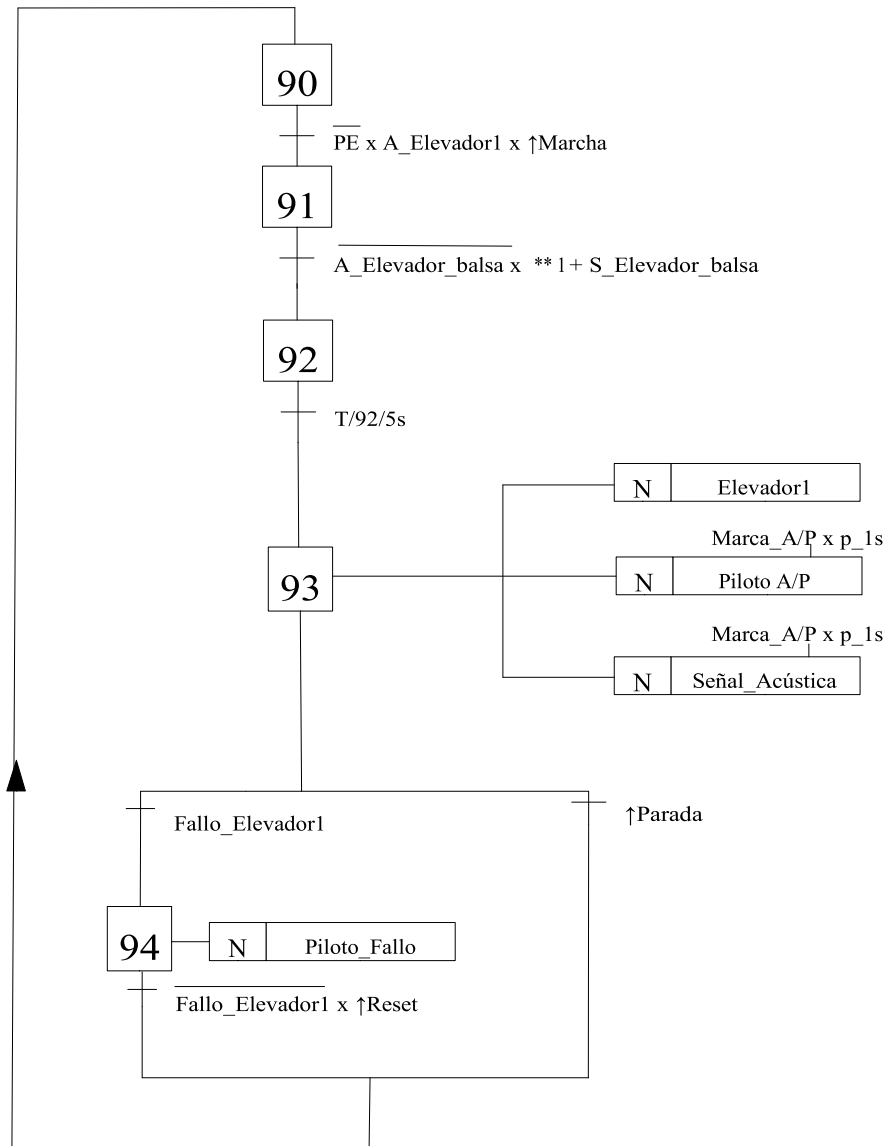 90
P̅E̅ x A_Elevador1 x ↑Marcha
91
A_Elevador_balsa x ** 1+ S_Elevador_balsa
92
T/92/5s
N Elevador1
Marca_A/P x p_1s
93
N Piloto A/P
Marca_A/P x p_1s
N Señal_Acústica
Fallo_Elevador1
↑Parada
94
N Piloto_Fallo
Fallo_Elevador1 x ↑Reset